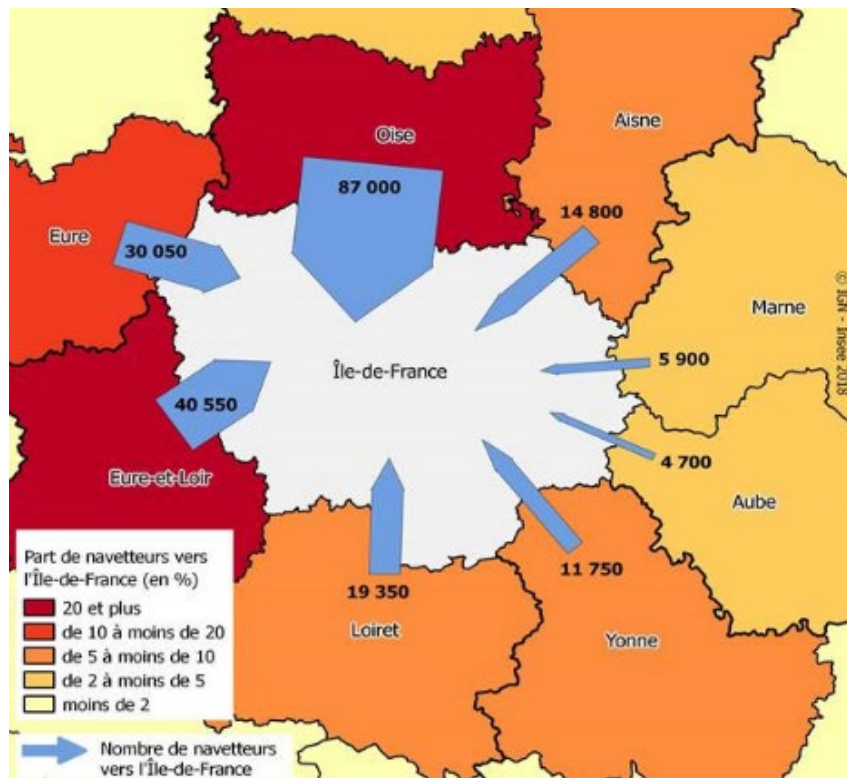 Oise
Aisne
87 000
14 800
Eure
30 050
Marne
© IGN - Insee 2018
5 900
Île-de-France
40 550
4 700
Eure-et-Loir
Aube
11 750
19 350
Loiret
Yonne
Part de navetteurs vers
l'Île-de-France (en %)
20 et plus
de 10 à moins de 20
de 5 à moins de 10
de 2 à moins de 5
moins de 2
Nombre de navetteurs
vers l'Île-de-France